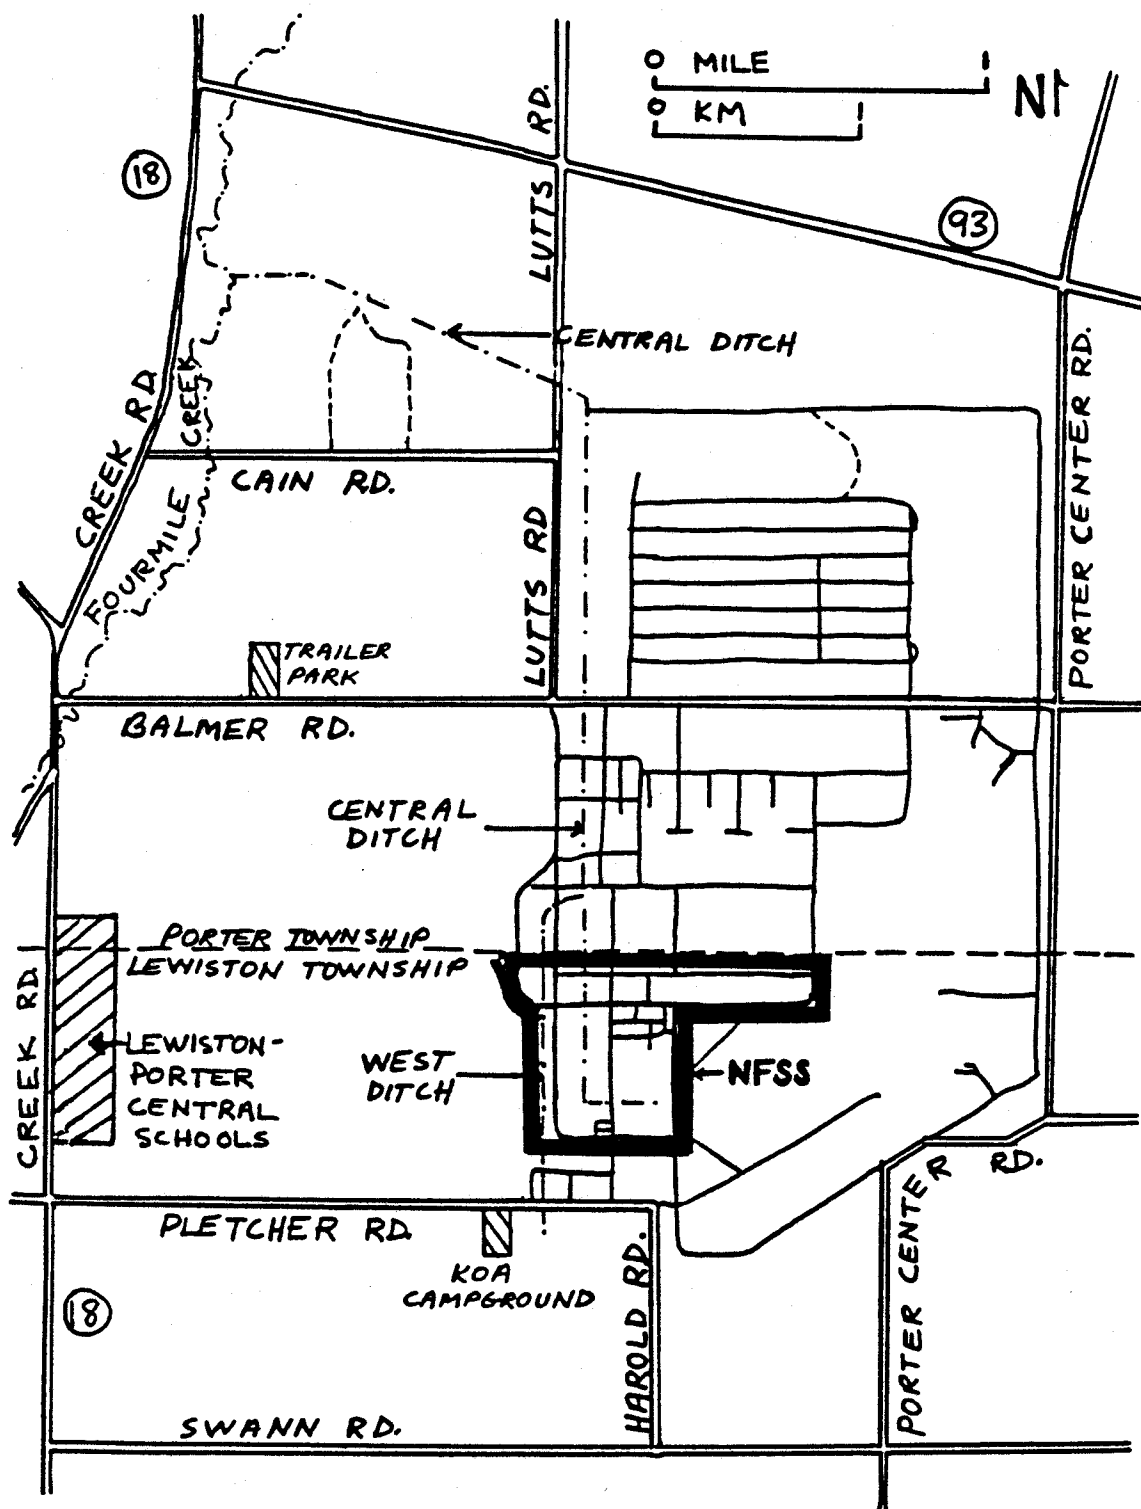 O MILE 1
O KM 1
N
18
LUTTS RD.
93
CENTRAL DITCH
CREEK RD.
FOURMILE CREEK
CAIN RD.
LUTTS RD
PORTER CENTER RD.
TRAILER
PARK
BALMER RD.
CENTRAL
DITCH
PORTER TOWNSHIP
LEWISTON TOWNSHIP
CREEK RD.
LEWISTON-
PORTER
CENTRAL
SCHOOLS
WEST
DITCH
NFSS
PORTER CENTER RD.
PLETCHER RD.
KOA
CAMPGROUND
18
HAROLD RD.
SWANN RD.